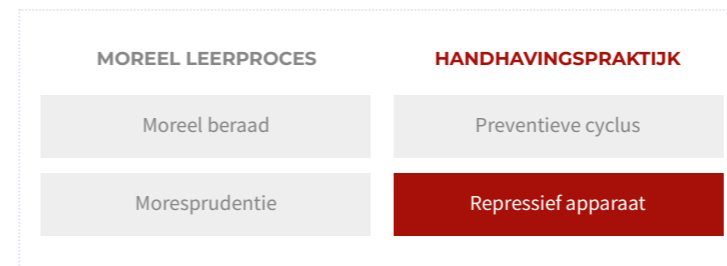 MOREEL LEERPROCES
HANDHAVINGSPRAKTIJK
Moreel beraad
Preventieve cyclus
Moresprudentie
Repressief apparaat